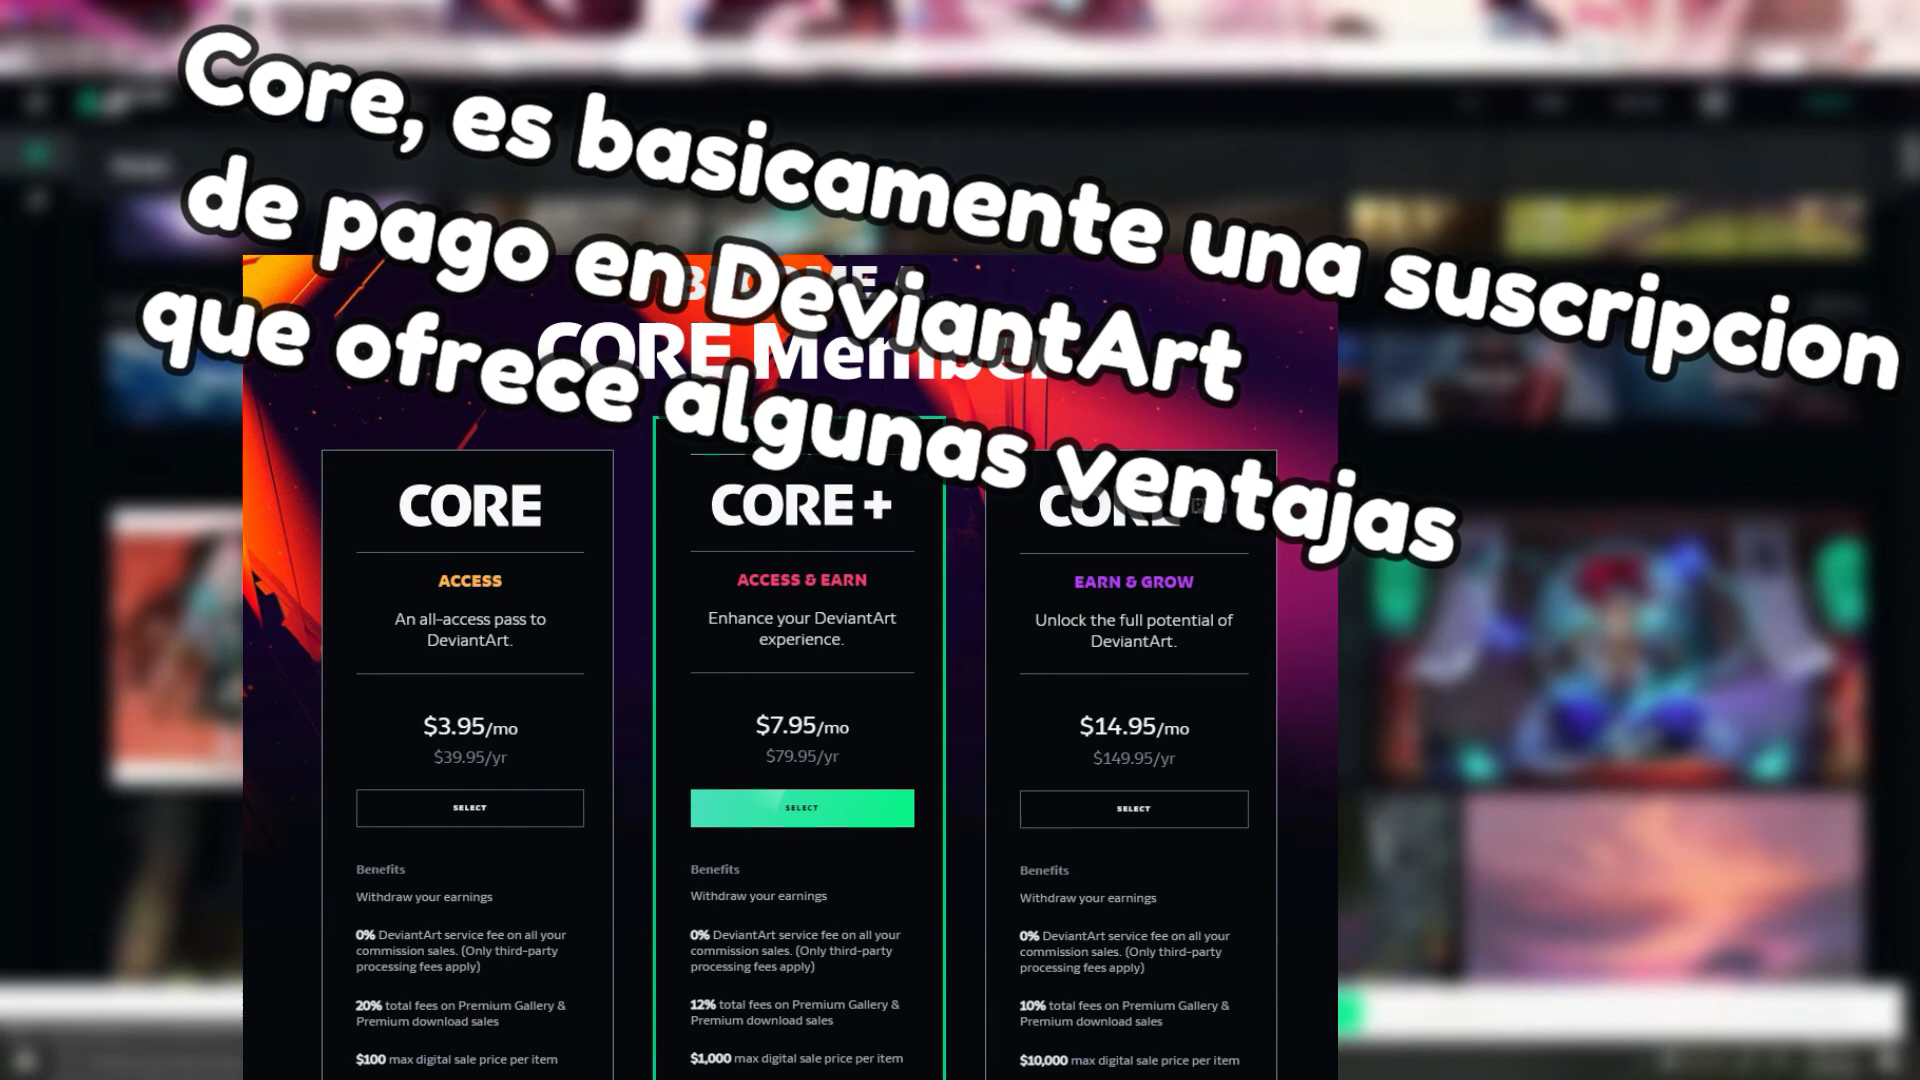 Core, es basicamente una suscripcion
de pago en DeviantArt
que ofrece algunas ventajas
CORE Member
CORE
ACCESS
An all-access pass to
DeviantArt.
$3.95/mo
$39.95/yr
SELECT
Benefits
Withdraw your earnings
0% DeviantArt service fee on all your
commission sales. (Only third-party
processing fees apply)
20% total fees on Premium Gallery &
Premium download sales
$100 max digital sale price per item
CORE +
ACCESS & EARN
Enhance your DeviantArt
experience.
$7.95/mo
$79.95/yr
SELECT
Benefits
Withdraw your earnings
0% DeviantArt service fee on all your
commission sales. (Only third-party
processing fees apply)
12% total fees on Premium Gallery &
Premium download sales
$1,000 max digital sale price per item
CORE
EARN & GROW
Unlock the full potential of
DeviantArt.
$14.95/mo
$149.95/yr
SELECT
Benefits
Withdraw your earnings
0% DeviantArt service fee on all your
commission sales. (Only third-party
processing fees apply)
10% total fees on Premium Gallery &
Premium download sales
$10,000 max digital sale price per item